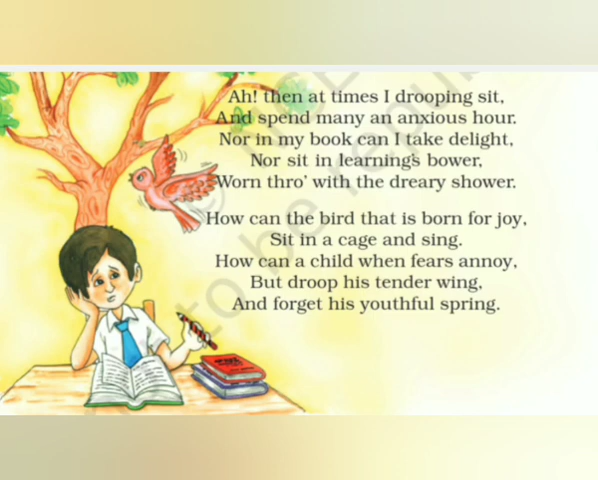 Ah! then at times I drooping sit,
And spend many an anxious hour.
Nor in my book can I take delight,
Nor sit in learning's bower,
Worn thro' with the dreary shower.
How can the bird that is born for joy,
Sit in a cage and sing.
How can a child when fears annoy,
But droop his tender wing,
And forget his youthful spring.